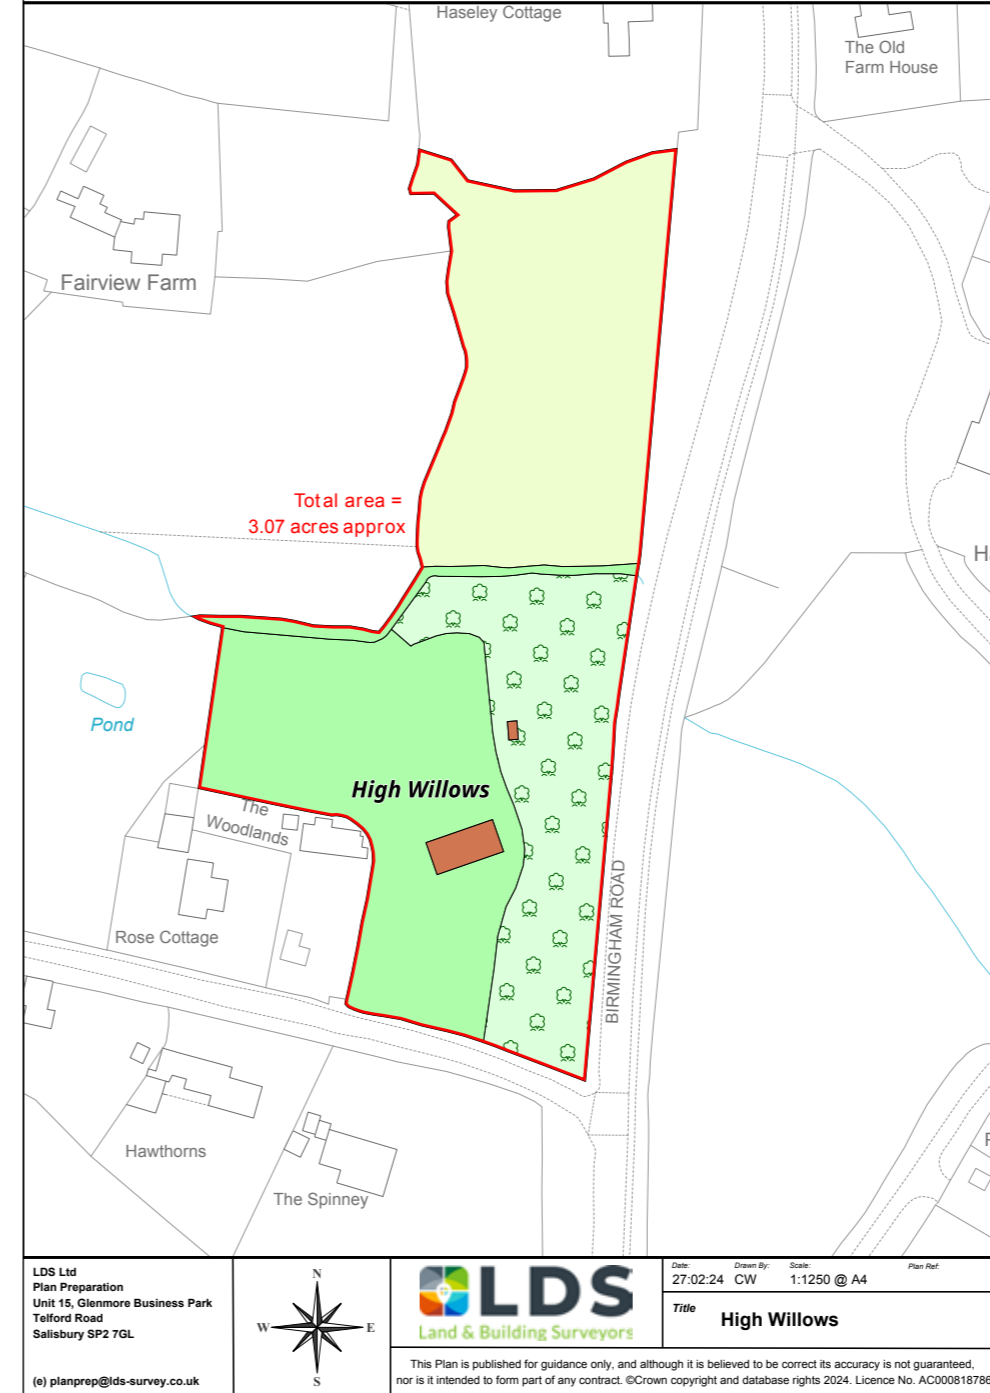 Haseley Cottage
The Old
Farm House
Fairview Farm
Total area =
3.07 acres approx
Pond
High Willows
The
Woodlands
Rose Cottage
BIRMINGHAM ROAD
Hawthorns
The Spinney
LDS Ltd
Plan Preparation
Unit 15, Glenmore Business Park
Telford Road
Salisbury SP2 7GL
(e) planprep@lds-survey.co.uk
N
W E
S
LDS
Land & Building Surveyors
Date: Drawn By: Scale: Plan Ref:
27:02:24 CW 1:1250 @ A4
Title High Willows
This Plan is published for guidance only, and although it is believed to be correct its accuracy is not guaranteed,
nor is it intended to form part of any contract. ©Crown copyright and database rights 2024. Licence No. AC000818786